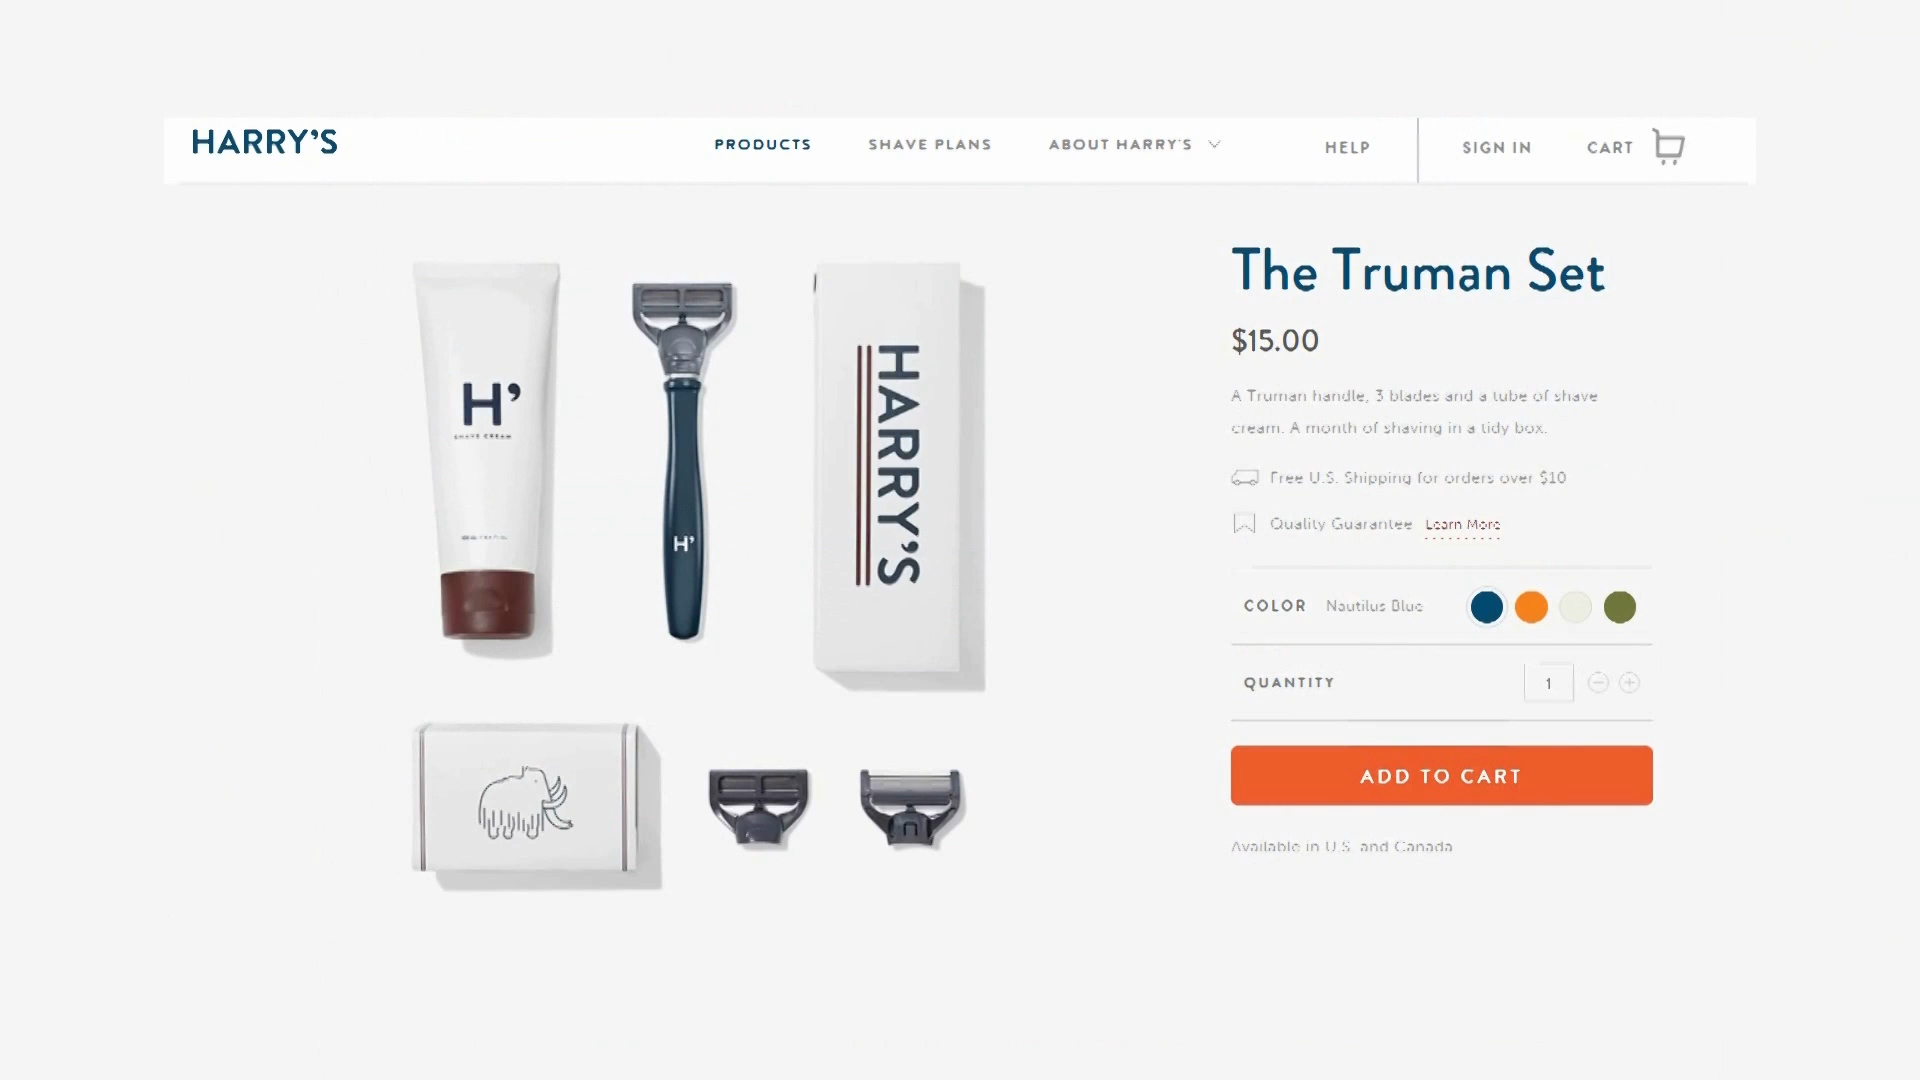 HARRY'S
PRODUCTS
SHAVE PLANS
ABOUT HARRY'S
HELP
SIGN IN
CART
H'
SHAVE CREAM
H'
HARRY'S
The Truman Set
$15.00
A Truman handle, 3 blades and a tube of shave
cream. A month of shaving in a tidy box.
Free U.S. Shipping for orders over $10
Quality Guarantee Learn More
COLOR Nautilus Blue
QUANTITY 1
ADD TO CART
Available in U.S. and Canada